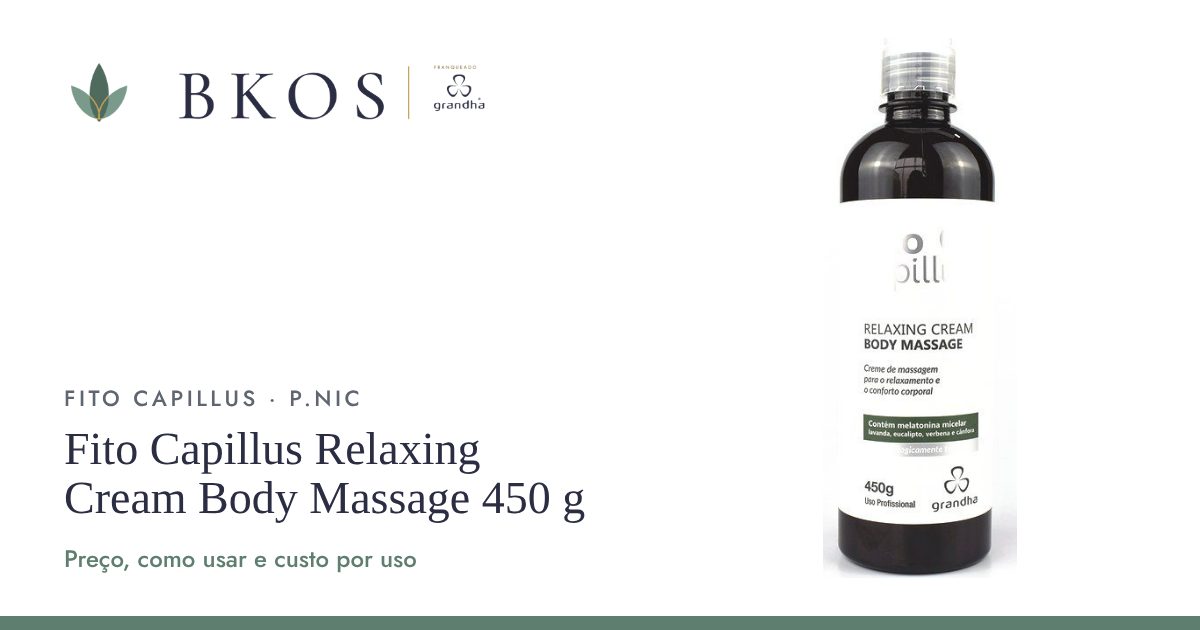 BKOS
FRANQUEADO
grandha
FITO CAPILLUS · P.NIC
Fito Capillus Relaxing
Cream Body Massage 450 g
Preço, como usar e custo por uso
RELAXING CREAM
BODY MASSAGE
Creme de massagem
para o relaxamento e
o conforto corporal
Contém melatonina micelar
lavanda, eucalipto, verbena e cânfora
450g
Uso Profissional
grandha